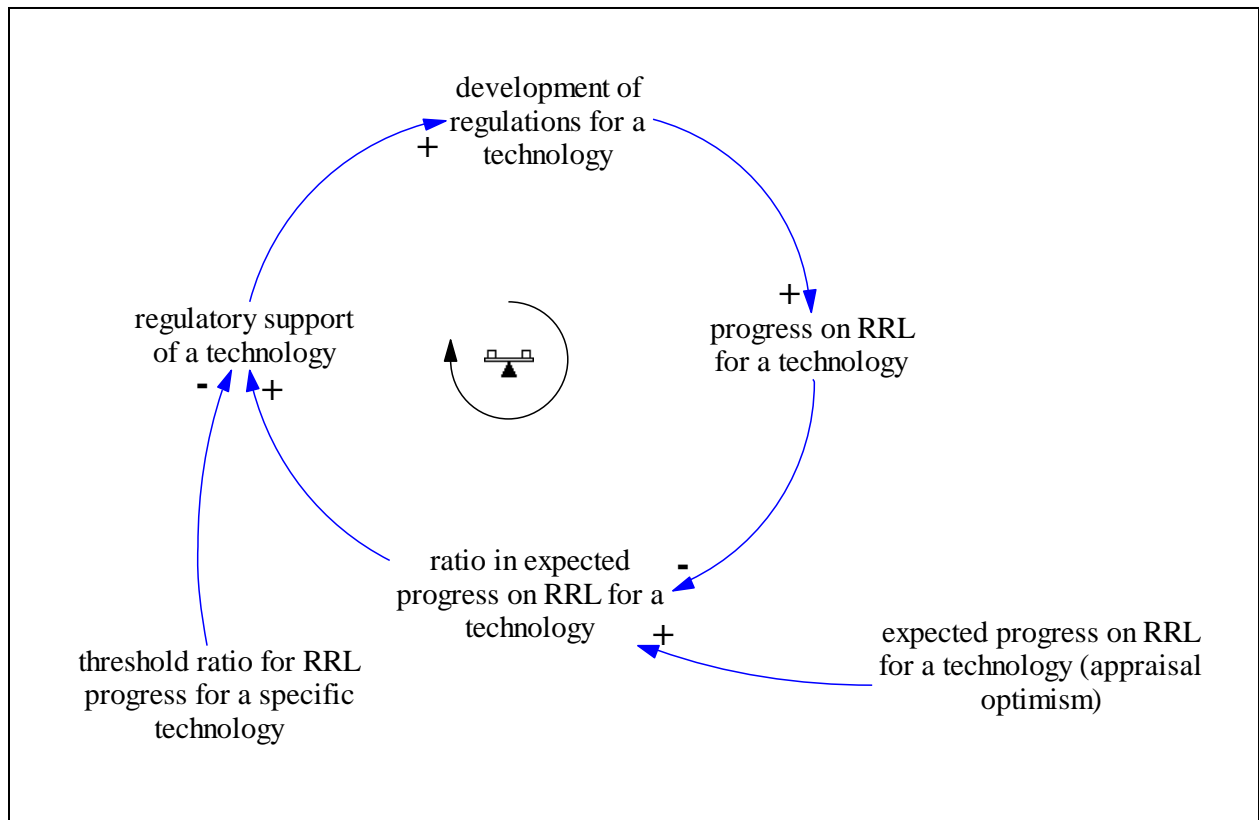 development of
regulations for a
technology
+
+
regulatory support
of a technology
progress on RRL
for a technology
-
+
ratio in expected
progress on RRL for a
technology
-
+
expected progress on RRL
for a technology (appraisal
optimism)
threshold ratio for RRL
progress for a specific
technology